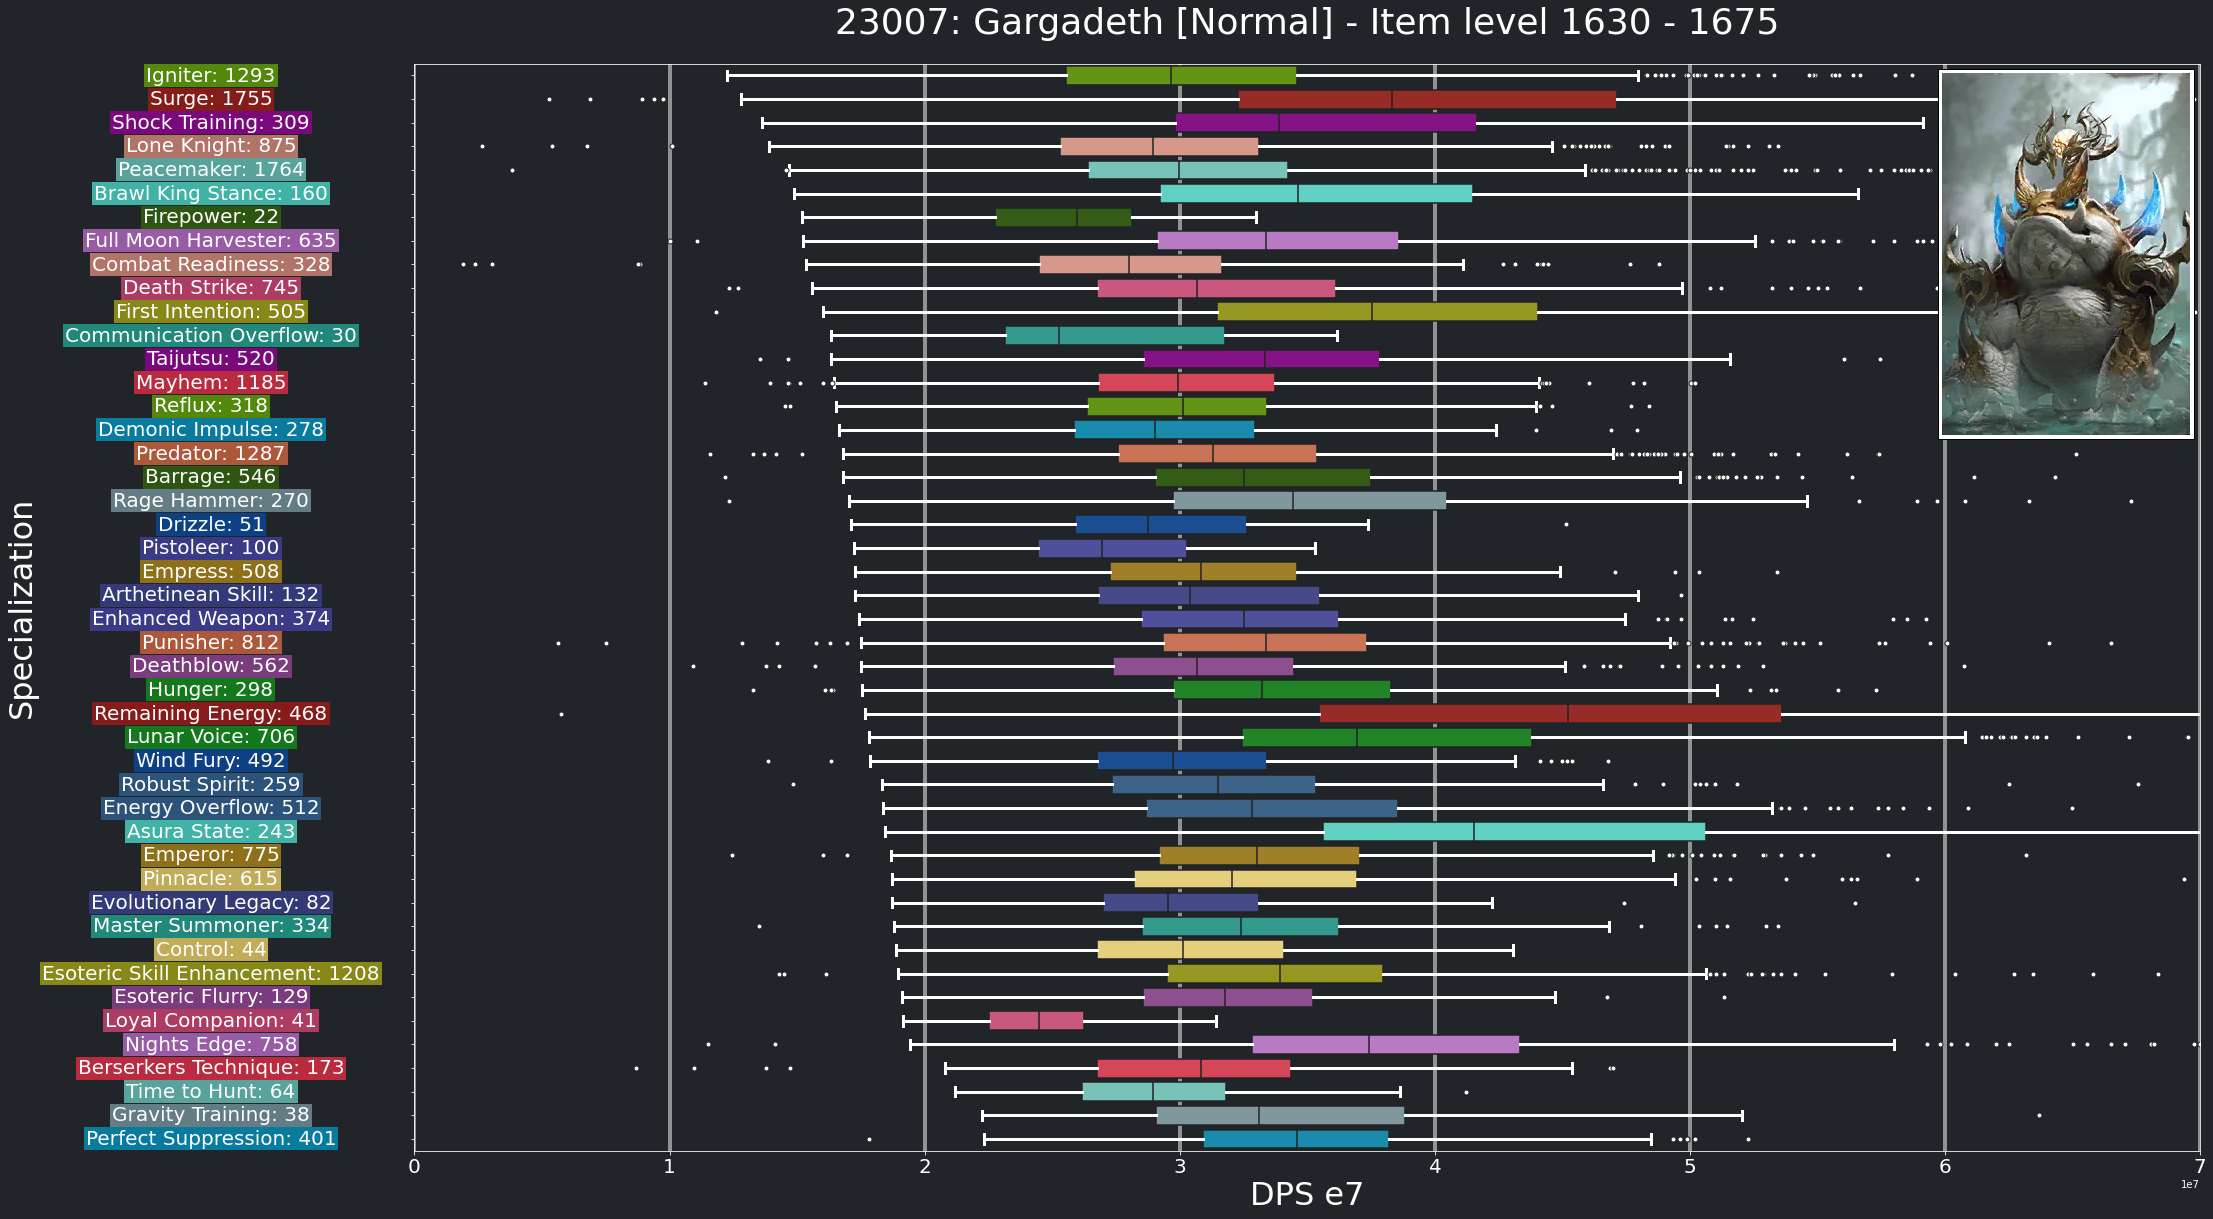 23007: Gargadeth [Normal] - Item level 1630 - 1675
Igniter: 1293
Surge: 1755
Shock Training: 309
Lone Knight: 875
Peacemaker: 1764
Brawl King Stance: 160
Firepower: 22
Full Moon Harvester: 635
Combat Readiness: 328
Death Strike: 745
First Intention: 505
Communication Overflow: 30
Taijutsu: 520
Mayhem: 1185
Reflux: 318
Demonic Impulse: 278
Predator: 1287
Barrage: 546
Rage Hammer: 270
Drizzle: 51
Pistoleer: 100
Empress: 508
Arthetinean Skill: 132
Enhanced Weapon: 374
Punisher: 812
Deathblow: 562
Hunger: 298
Remaining Energy: 468
Lunar Voice: 706
Wind Fury: 492
Robust Spirit: 259
Energy Overflow: 512
Asura State: 243
Emperor: 775
Pinnacle: 615
Evolutionary Legacy: 82
Master Summoner: 334
Control: 44
Esoteric Skill Enhancement: 1208
Esoteric Flurry: 129
Loyal Companion: 41
Nights Edge: 758
Berserkers Technique: 173
Time to Hunt: 64
Gravity Training: 38
Perfect Suppression: 401
Specialization
0 1 2 3 4 5 6 7
DPS e7
1e7